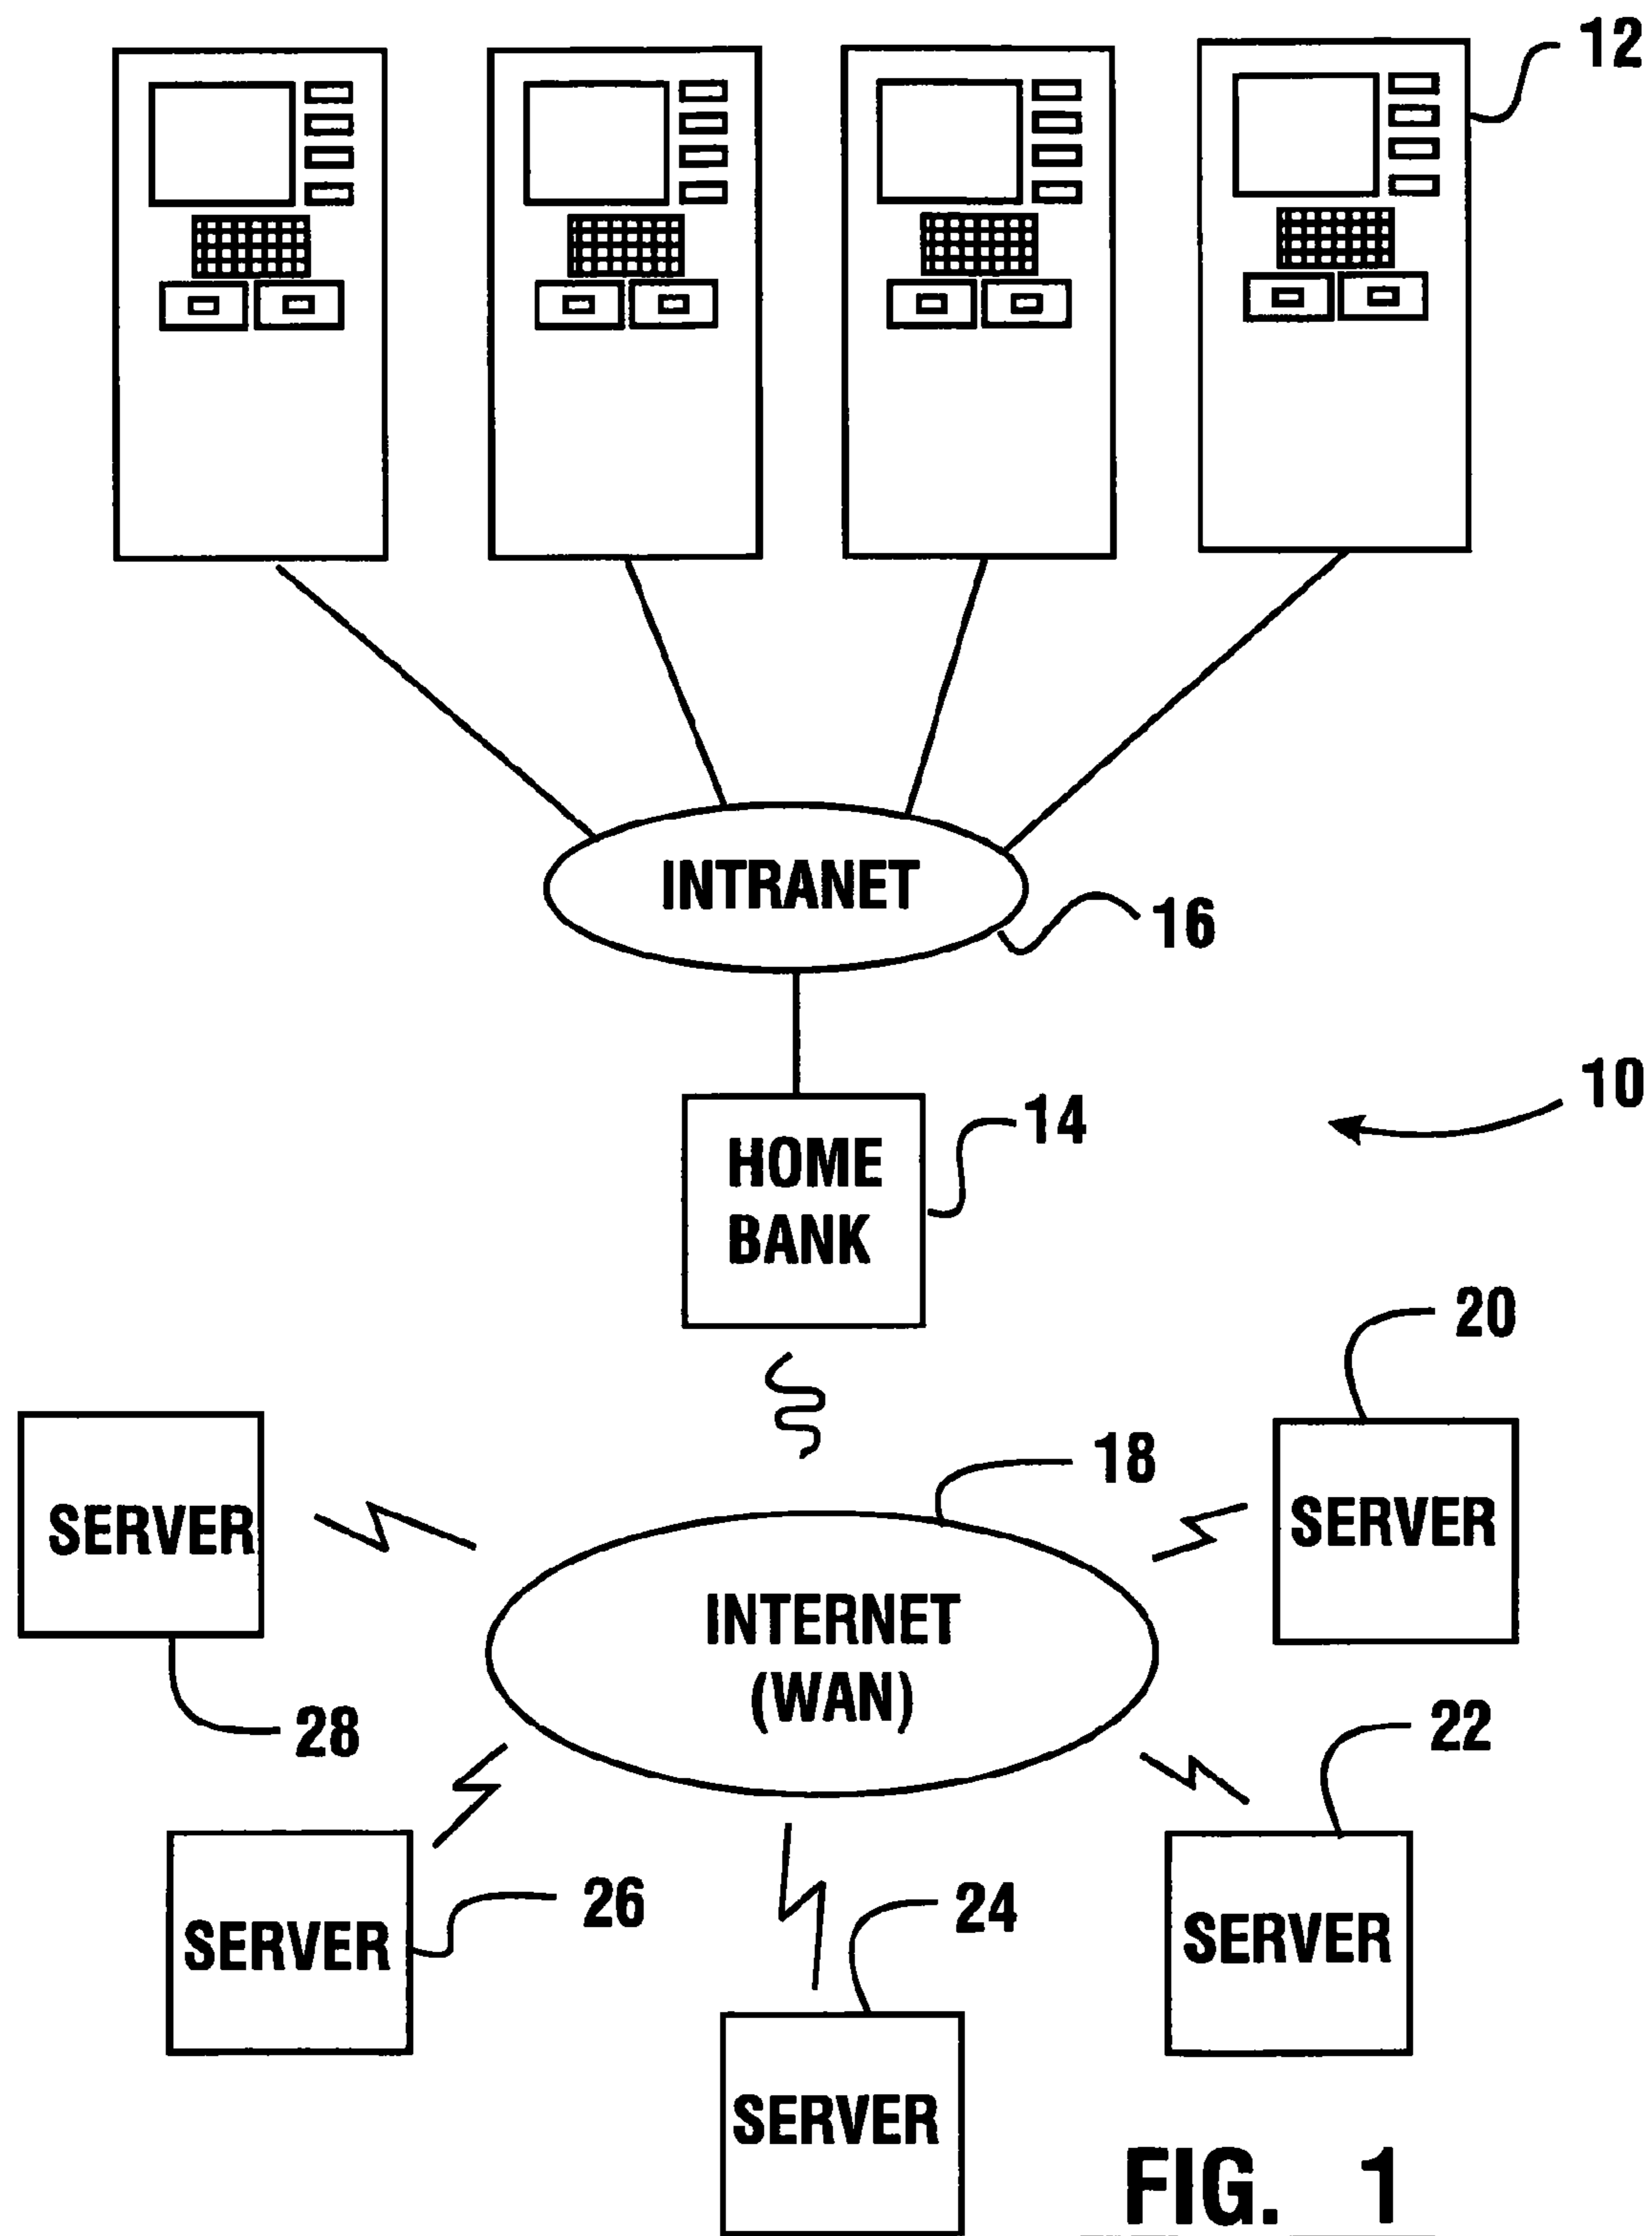 12
INTRANET
16
10
14
HOME
BANK
20
18
SERVER
SERVER
INTERNET
(WAN)
28
22
26
24
SERVER
SERVER
SERVER
FIG. 1